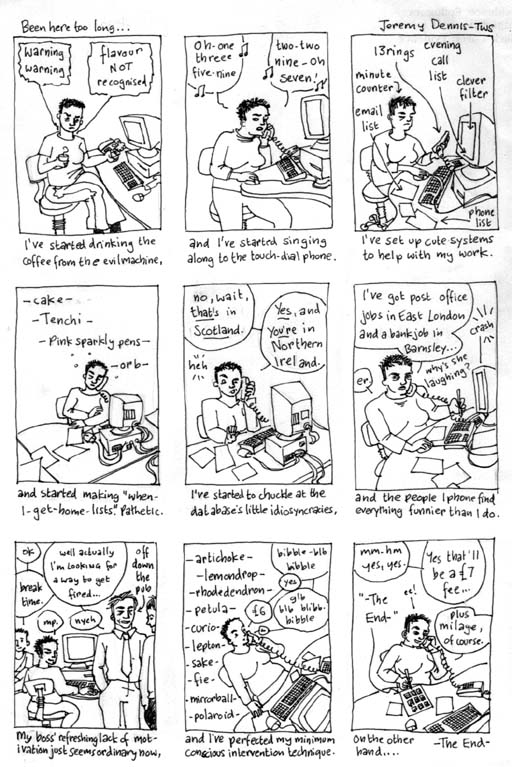 Been here too long...
Jeremy Dennis-Tws
Warning
warning
flavour
NOT
recognised.
I've started drinking the
coffee from the evil machine,
Oh-one
threee
five-nine
two-two
nine-oh
seven!
and I've started singing
along to the touch-dial phone.
13rings
evening
call
list
minute
counter
clever
filter
email
list
phone
list
I've set up cute systems
to help with my work.
-cake-
-Tenchi-
-Pink sparkly pens-
-orb-
and started making "when-
I-get-home-lists". Pathetic.
no, wait,
that's in
Scotland.
Yes, and
you're in
Northern
Ireland.
heh
I've started to chuckle at the
database's little idiosyncracies,
I've got post office
jobs in East London
and a bank job in
Barnsley...
crash
er.
why's she
laughing?
and the people I phone find
everything funnier than I do.
OK
well actually
I'm looking for
a way to get
fired...
off
down
the
pub
break
time.
mp.
nych
My boss' refreshing lack of mot-
ivation just seems ordinary now,
-artichoke-
-lemondrop-
-rhodedendron-
-petula-
-curio-
-lepton-
-sake-
-fie-
-mirrorball-
-polaroid-
bibble-blb
bibble
yes
£6
glb
blb blibb-
bibble
and I've perfected my minimum
conscious intervention technique.
mm-hm
yes, yes.
Yes that'll
be a £7
fee...
"-The
End-"
ee!
plus
milage,
of course.
On the other
hand....
-The End-